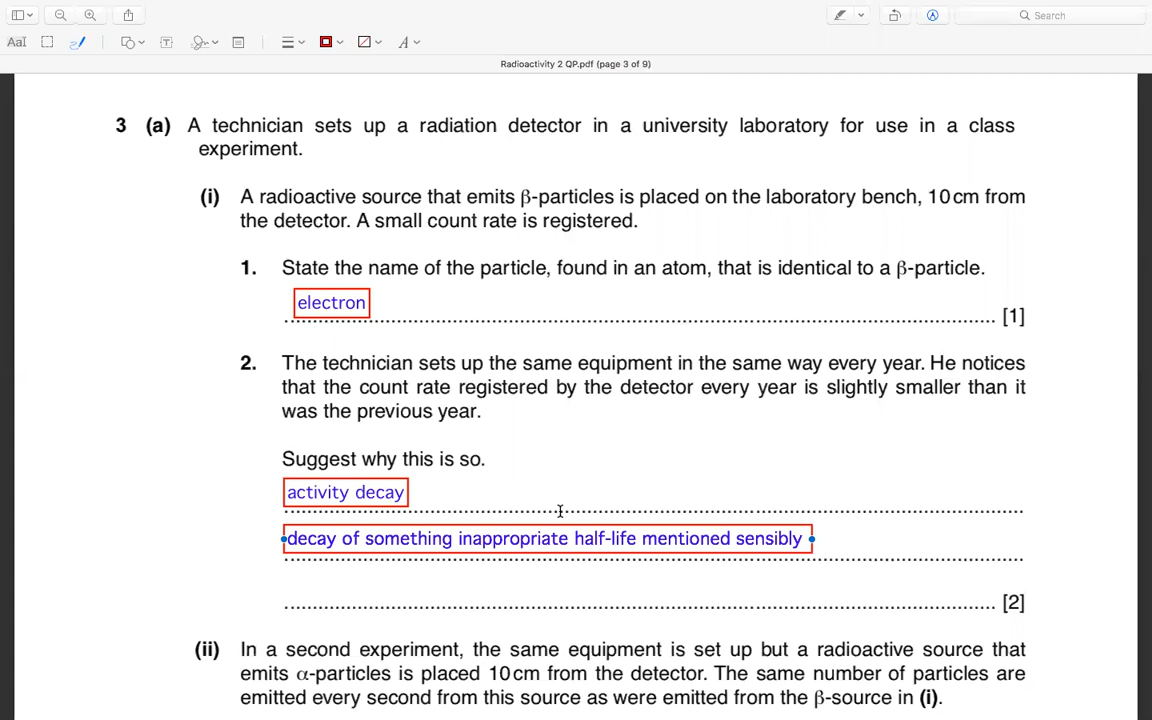 Search
AaI
A
Radioactivity 2 QP.pdf (page 3 of 9)
3 (a) A technician sets up a radiation detector in a university laboratory for use in a class
experiment.
(i) A radioactive source that emits β-particles is placed on the laboratory bench, 10 cm from
the detector. A small count rate is registered.
1. State the name of the particle, found in an atom, that is identical to a β-particle.
electron
.......................................................................................................... [1]
2. The technician sets up the same equipment in the same way every year. He notices
that the count rate registered by the detector every year is slightly smaller than it
was the previous year.
Suggest why this is so.
activity decay
decay of something inappropriate half-life mentioned sensibly
.......................................................................................................... [2]
(ii) In a second experiment, the same equipment is set up but a radioactive source that
emits α-particles is placed 10 cm from the detector. The same number of particles are
emitted every second from this source as were emitted from the β-source in (i).